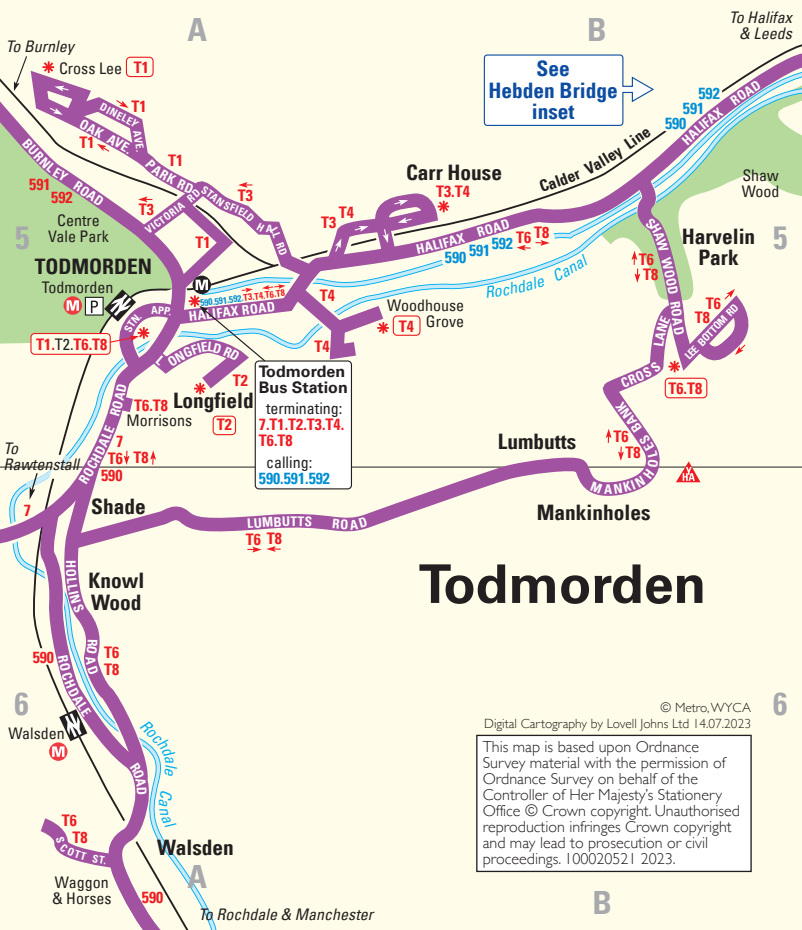 A
B
To Halifax
& Leeds
To Burnley
Cross Lee T1
See
Hebden Bridge
inset
592
591
590
HALIFAX ROAD
T1
DINELEY AVE.
OAK AVE.
T1
T1
PARK RD.
Calder Valley Line
Carr House
T3.T4
Shaw
Wood
BURNLEY ROAD
591
592
T3
STANSFIELD HALL RD
T3
VICTORIA RD
T4
T3
HALIFAX ROAD
590 591 592 T6 T8
Centre
Vale Park
5
T1
SHAW WOOD ROAD
Harvelin
Park
5
T6
T8
TODMORDEN
Todmorden
M P
M
Rochdale Canal
590.591.592.T3.T4.T6.T8
HALIFAX ROAD
T4
Woodhouse
Grove
T4
T6
T8
LEE BOTTOM RD
STN. APP.
T1.T2.T6.T8
T4
LONGFIELD RD
T2
Todmorden
Bus Station
terminating:
7.T1.T2.T3.T4.
T6.T8
calling:
590.591.592
CROSS LANE
T6.T8
T6.T8
Morrisons
Longfield
T2
ROCHDALE ROAD
7
T6 T8
590
To
Rawtenstall
7
Lumbutts
T6
T8
MANKINHOLES BANK
YHA
Mankinholes
Shade
LUMBUTTS ROAD
T6 T8
Todmorden
Knowl
Wood
HOLLINS ROAD
T6
T8
590
ROCHDALE ROAD
6
6
Walsden
M
Rochdale Canal
© Metro, WYCA
Digital Cartography by Lovell Johns Ltd 14.07.2023
This map is based upon Ordnance
Survey material with the permission of
Ordnance Survey on behalf of the
Controller of Her Majesty's Stationery
Office © Crown copyright. Unauthorised
reproduction infringes Crown copyright
and may lead to prosecution or civil
proceedings. 100020521 2023.
T6
T8
SCOTT ST.
Walsden
Waggon
& Horses
590
A
B
To Rochdale & Manchester